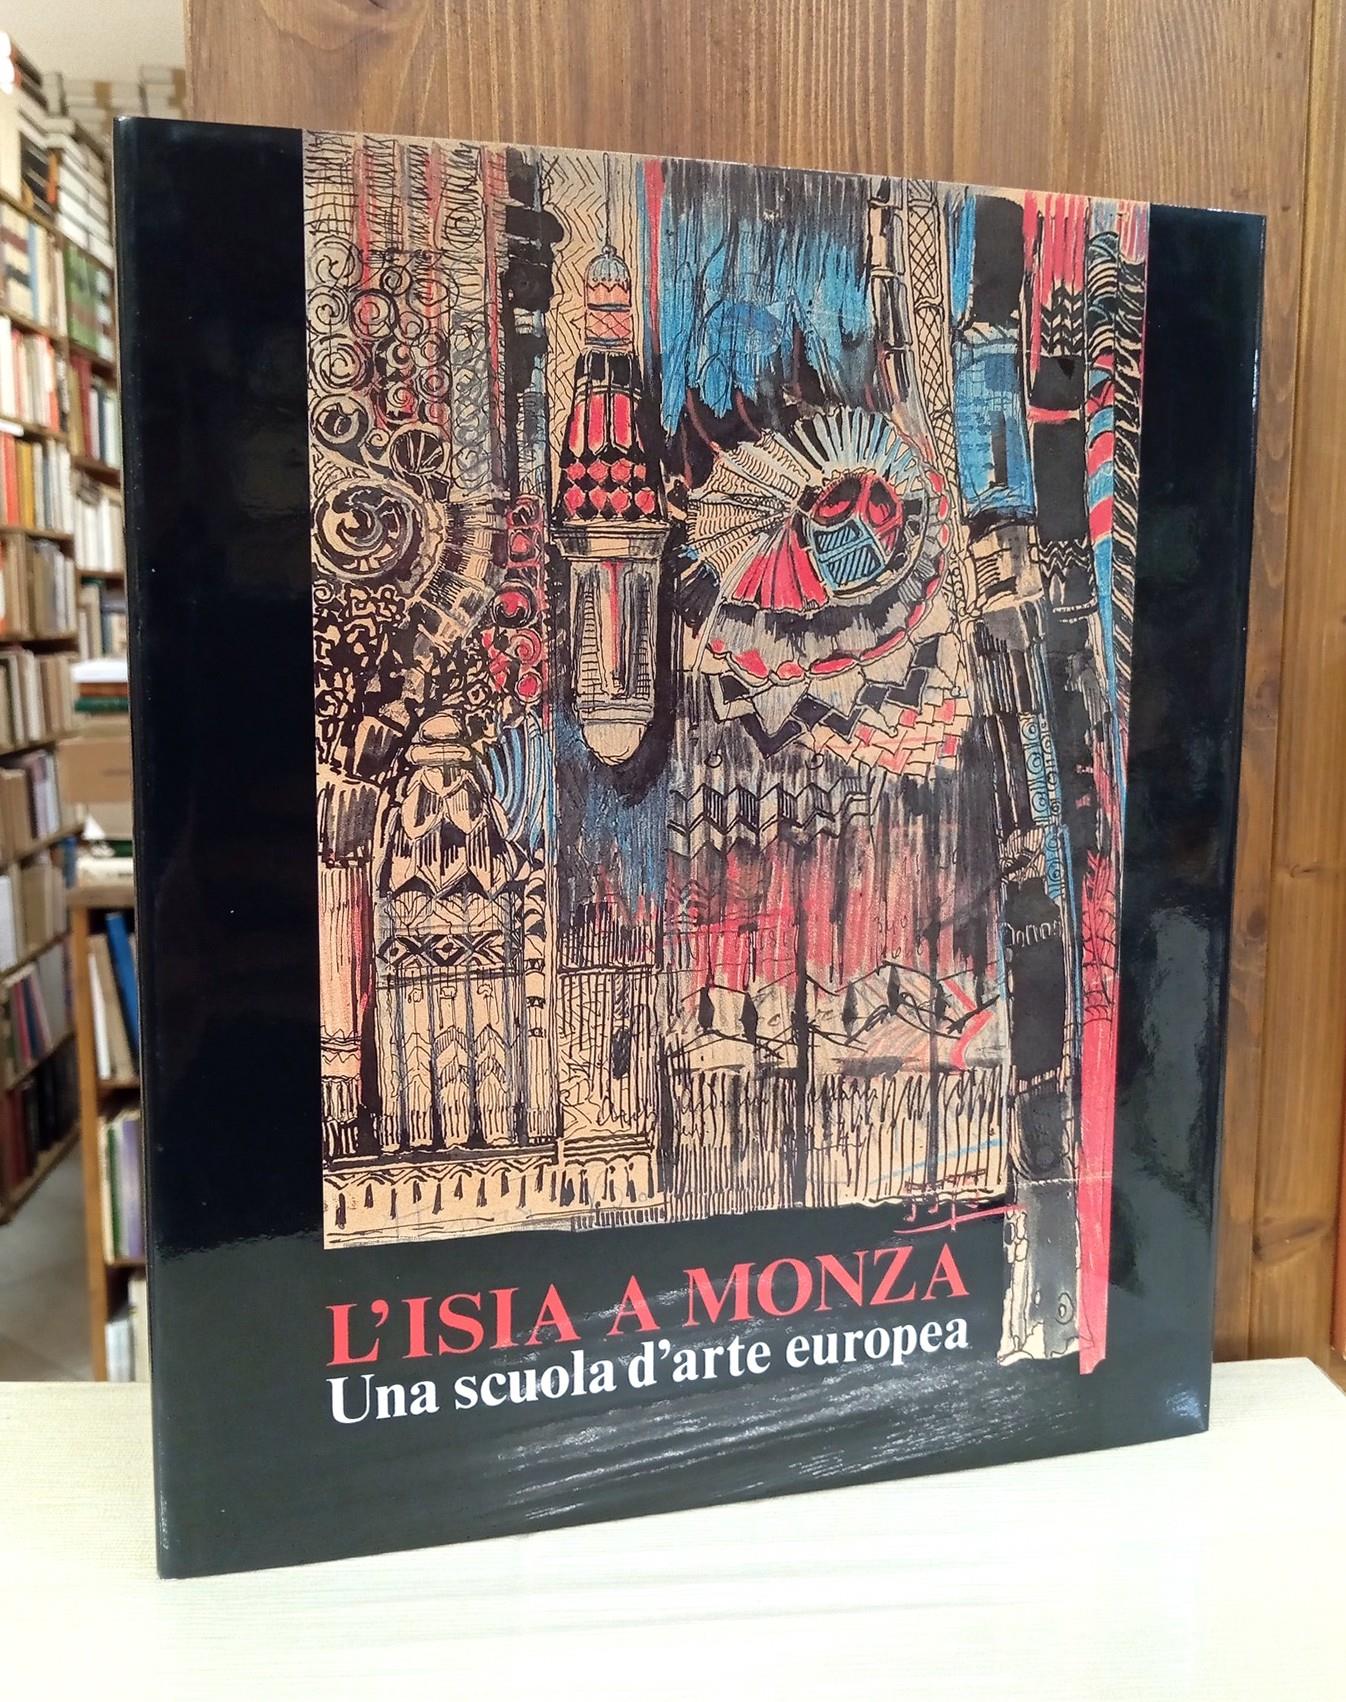 L'ISIA A MONZA
Una scuola d'arte europea